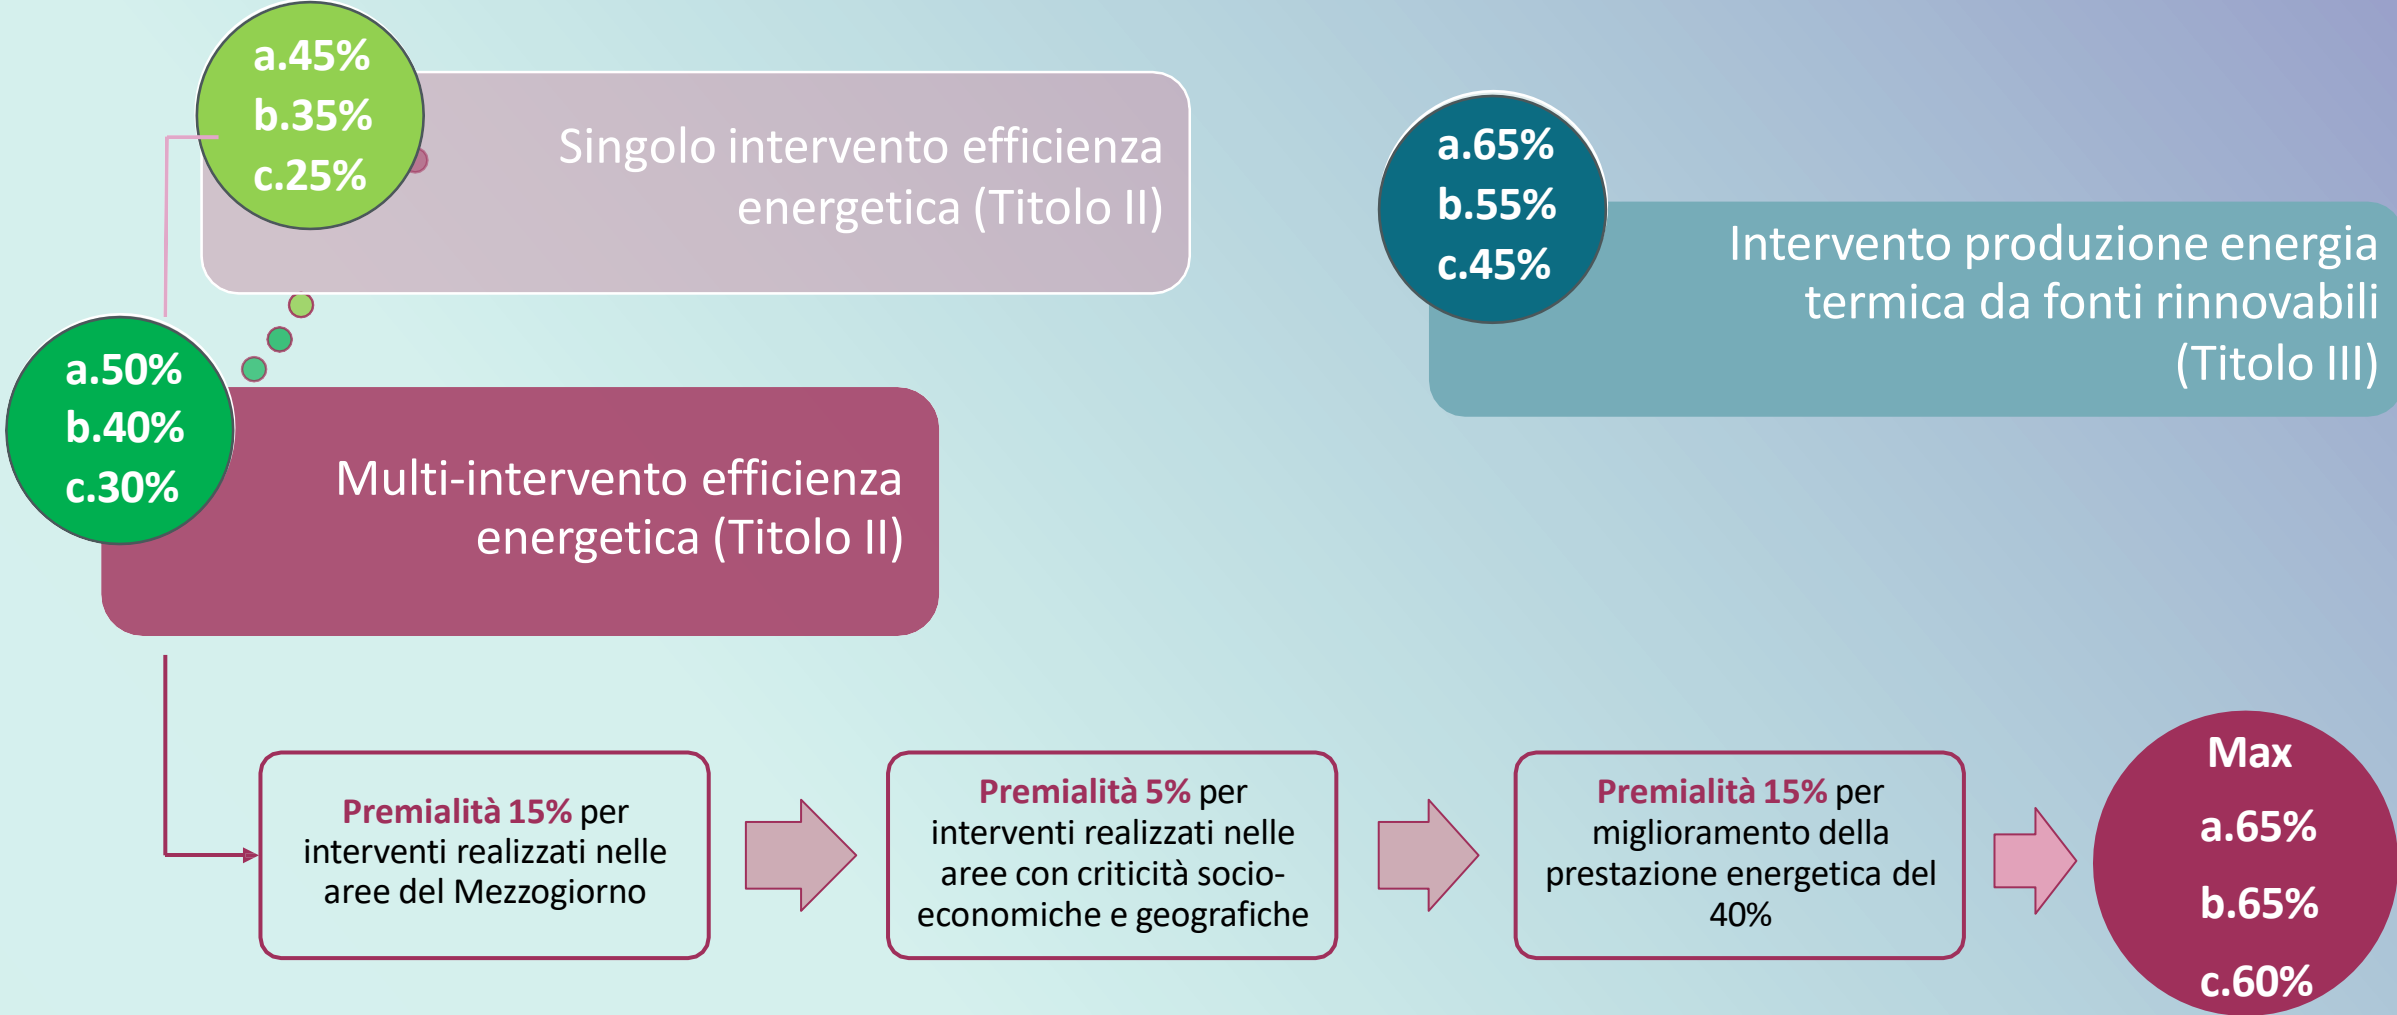 a.45%
b.35%
c.25%
Singolo intervento efficienza
energetica (Titolo II)
a.65%
b.55%
c.45%
Intervento produzione energia
termica da fonti rinnovabili
(Titolo III)
a.50%
b.40%
c.30%
Multi-intervento efficienza
energetica (Titolo II)
Premialità 15% per
interventi realizzati nelle
aree del Mezzogiorno
Premialità 5% per
interventi realizzati nelle
aree con criticità socio-
economiche e geografiche
Premialità 15% per
miglioramento della
prestazione energetica del
40%
Max
a.65%
b.65%
c.60%